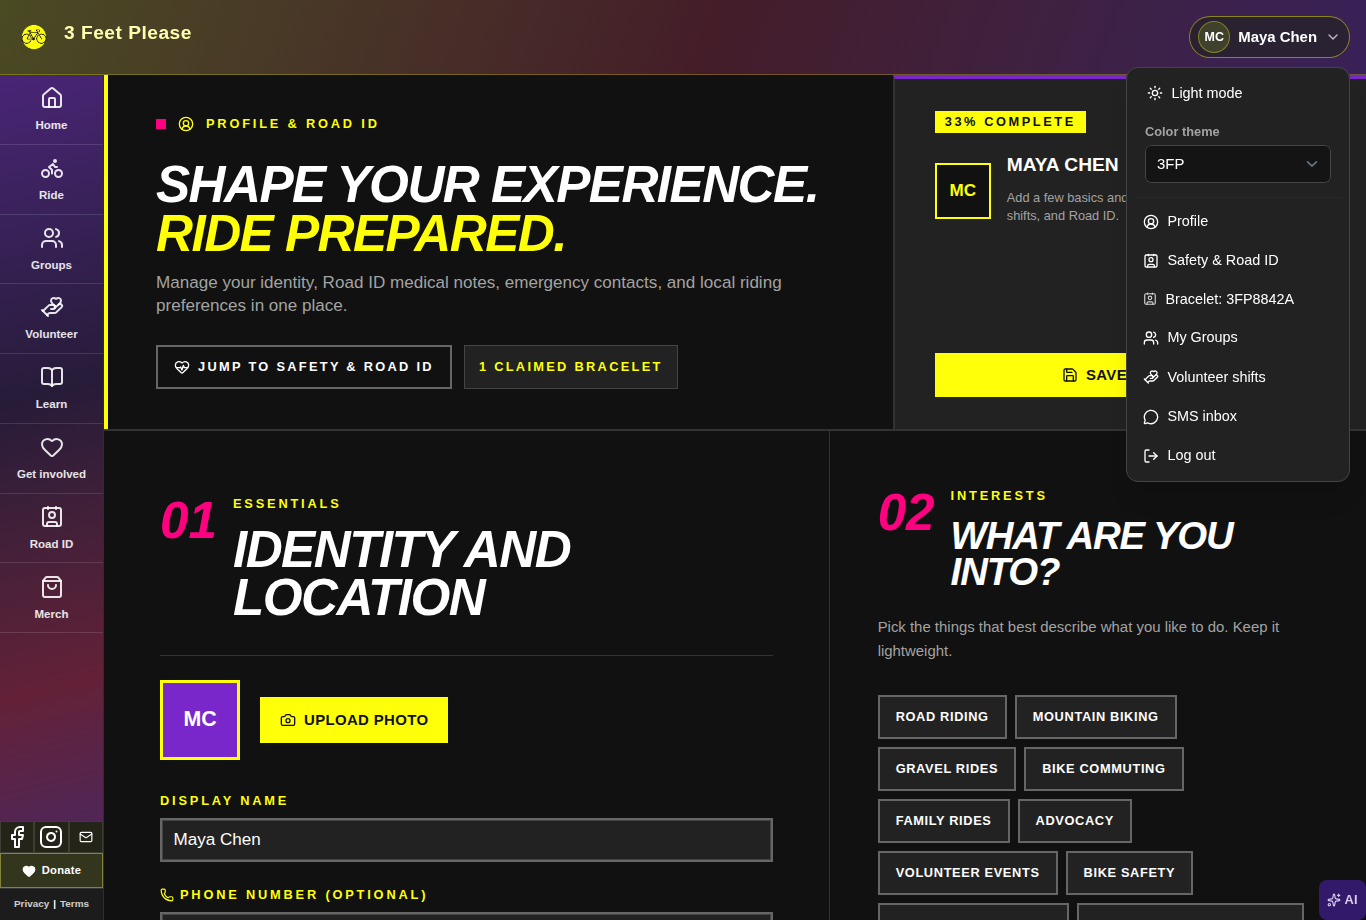 3 Feet Please
MC Maya Chen
Home
Ride
Groups
Volunteer
Learn
Get involved
Road ID
Merch
Donate
Privacy | Terms
PROFILE & ROAD ID
SHAPE YOUR EXPERIENCE.
RIDE PREPARED.
Manage your identity, Road ID medical notes, emergency contacts, and local riding
preferences in one place.
JUMP TO SAFETY & ROAD ID
1 CLAIMED BRACELET
33% COMPLETE
MC
MAYA CHEN
Add a few basics and
shifts, and Road ID.
SAVE
Light mode
Color theme
3FP
Profile
Safety & Road ID
Bracelet: 3FP8842A
My Groups
Volunteer shifts
SMS inbox
Log out
01
ESSENTIALS
IDENTITY AND
LOCATION
MC
UPLOAD PHOTO
DISPLAY NAME
Maya Chen
PHONE NUMBER (OPTIONAL)
02
INTERESTS
WHAT ARE YOU
INTO?
Pick the things that best describe what you like to do. Keep it
lightweight.
ROAD RIDING
MOUNTAIN BIKING
GRAVEL RIDES
BIKE COMMUTING
FAMILY RIDES
ADVOCACY
VOLUNTEER EVENTS
BIKE SAFETY
AI